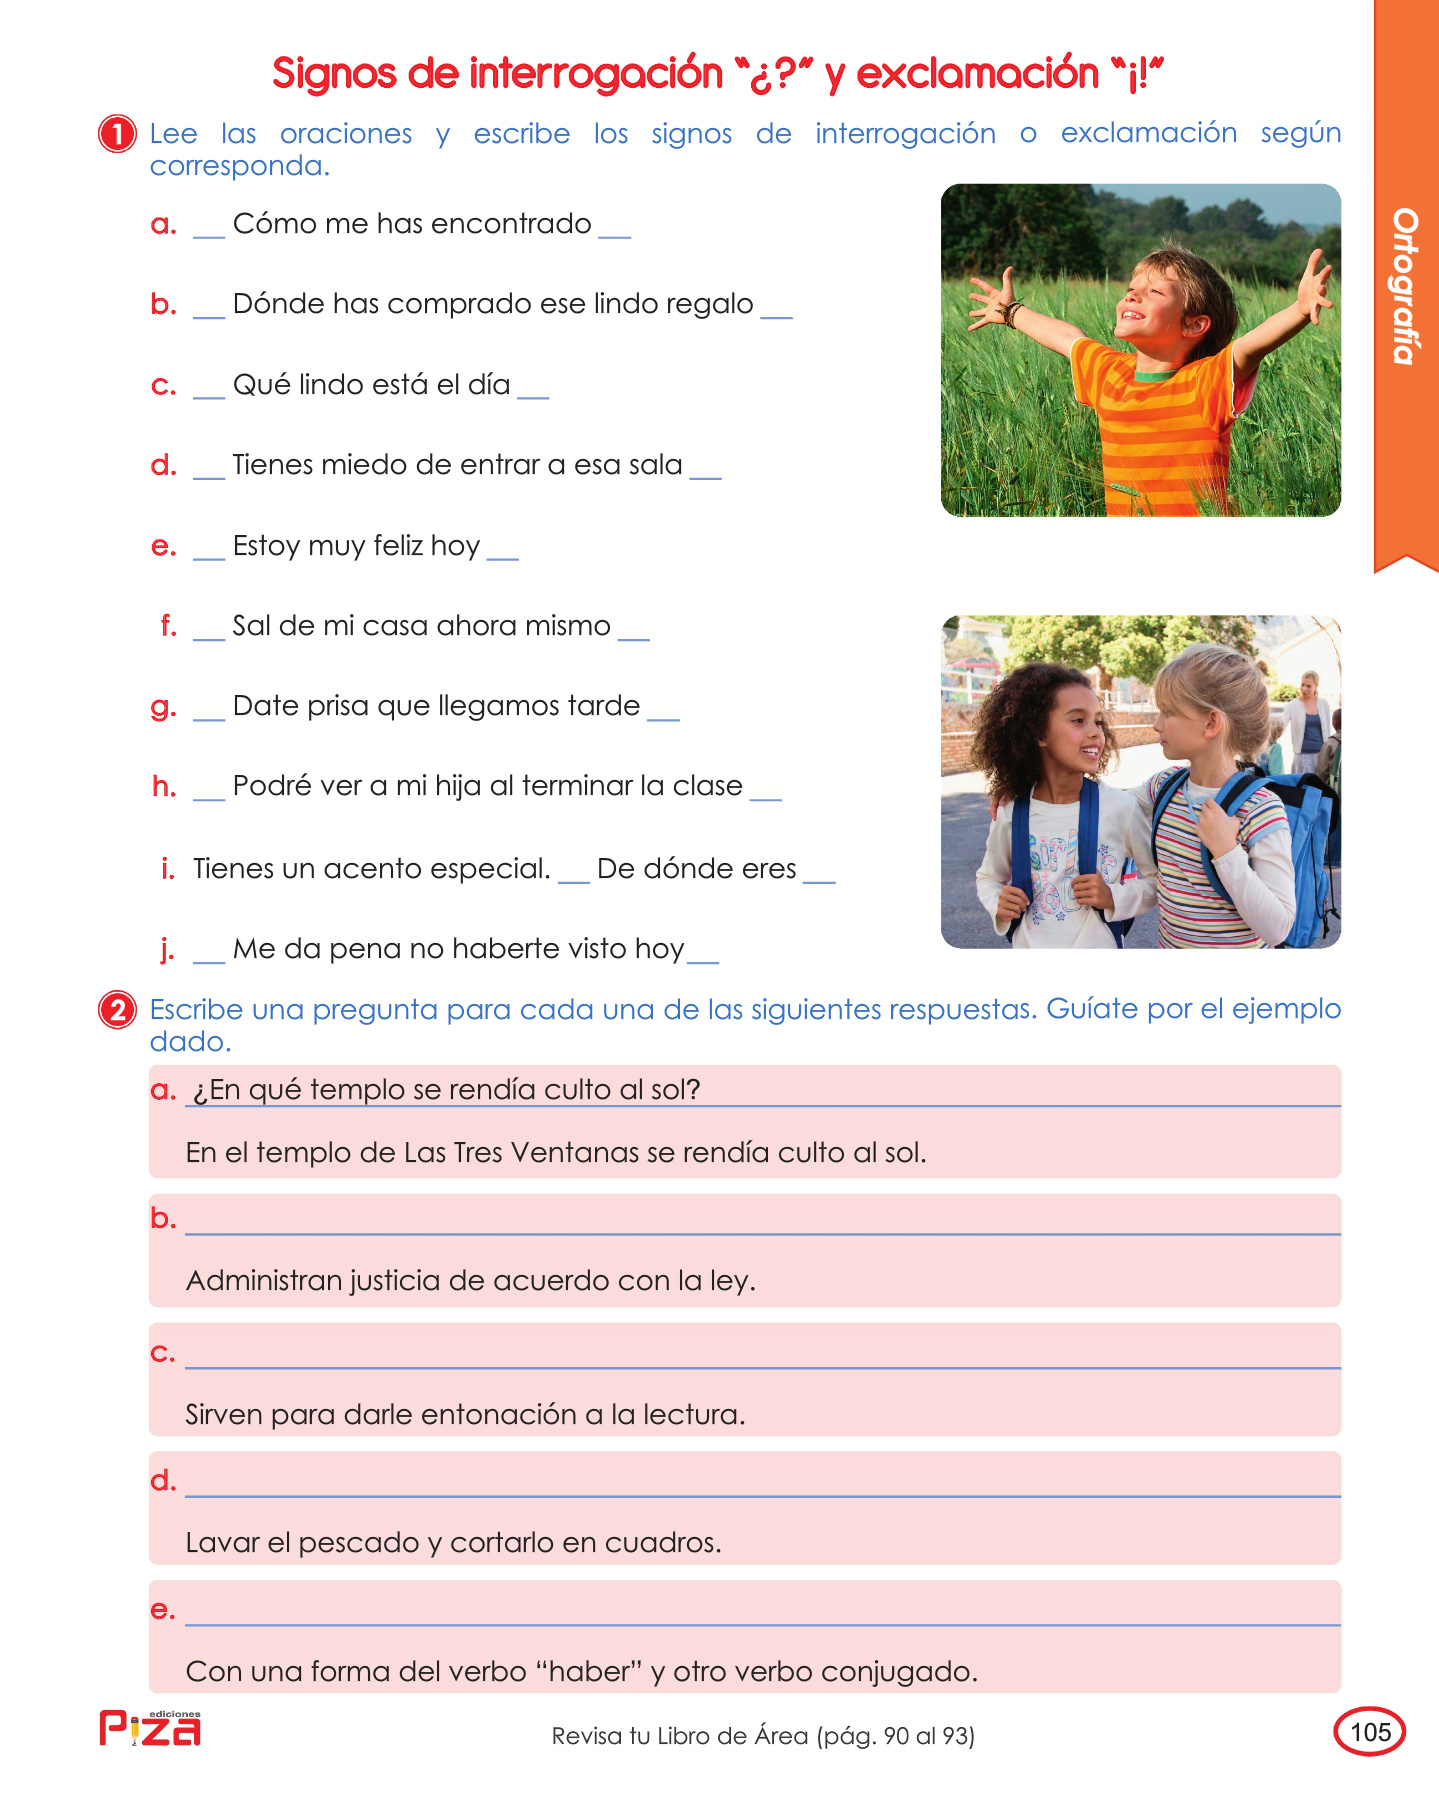 Signos de interrogación “¿?” y exclamación “¡!”
1 Lee las oraciones y escribe los signos de interrogación o exclamación según
corresponda.
a. __ Cómo me has encontrado __
b. __ Dónde has comprado ese lindo regalo __
c. __ Qué lindo está el día __
d. __ Tienes miedo de entrar a esa sala __
e. __ Estoy muy feliz hoy __
f. __ Sal de mi casa ahora mismo __
g. __ Date prisa que llegamos tarde __
h. __ Podré ver a mi hija al terminar la clase __
i. Tienes un acento especial. __ De dónde eres __
j. __ Me da pena no haberte visto hoy__
Ortografía
2 Escribe una pregunta para cada una de las siguientes respuestas. Guíate por el ejemplo
dado.
a. ¿En qué templo se rendía culto al sol?
En el templo de Las Tres Ventanas se rendía culto al sol.
b.
Administran justicia de acuerdo con la ley.
c.
Sirven para darle entonación a la lectura.
d.
Lavar el pescado y cortarlo en cuadros.
e.
Con una forma del verbo “haber” y otro verbo conjugado.
ediciones
Piza
Revisa tu Libro de Área (pág. 90 al 93)
105